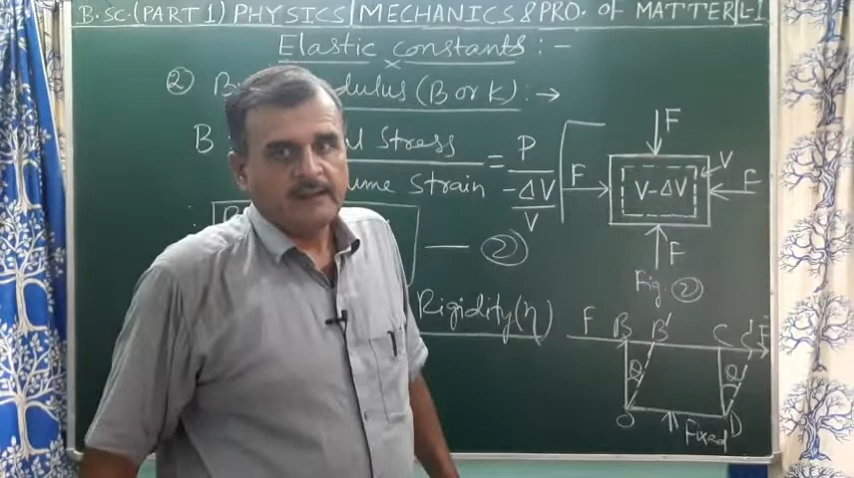 B.SC.(PART 1) PHYSICS|MECHANICS & PRO. of MATTER|L-1
Elastic constants :-
② dulus (B or K) :→
B Stress = P
ume Strain -ΔV
V
— ②
F
F V
V-ΔV F
F
Fig. ②
Rigidity (η)
F B B' C C' F
θ θ
O Fixed D